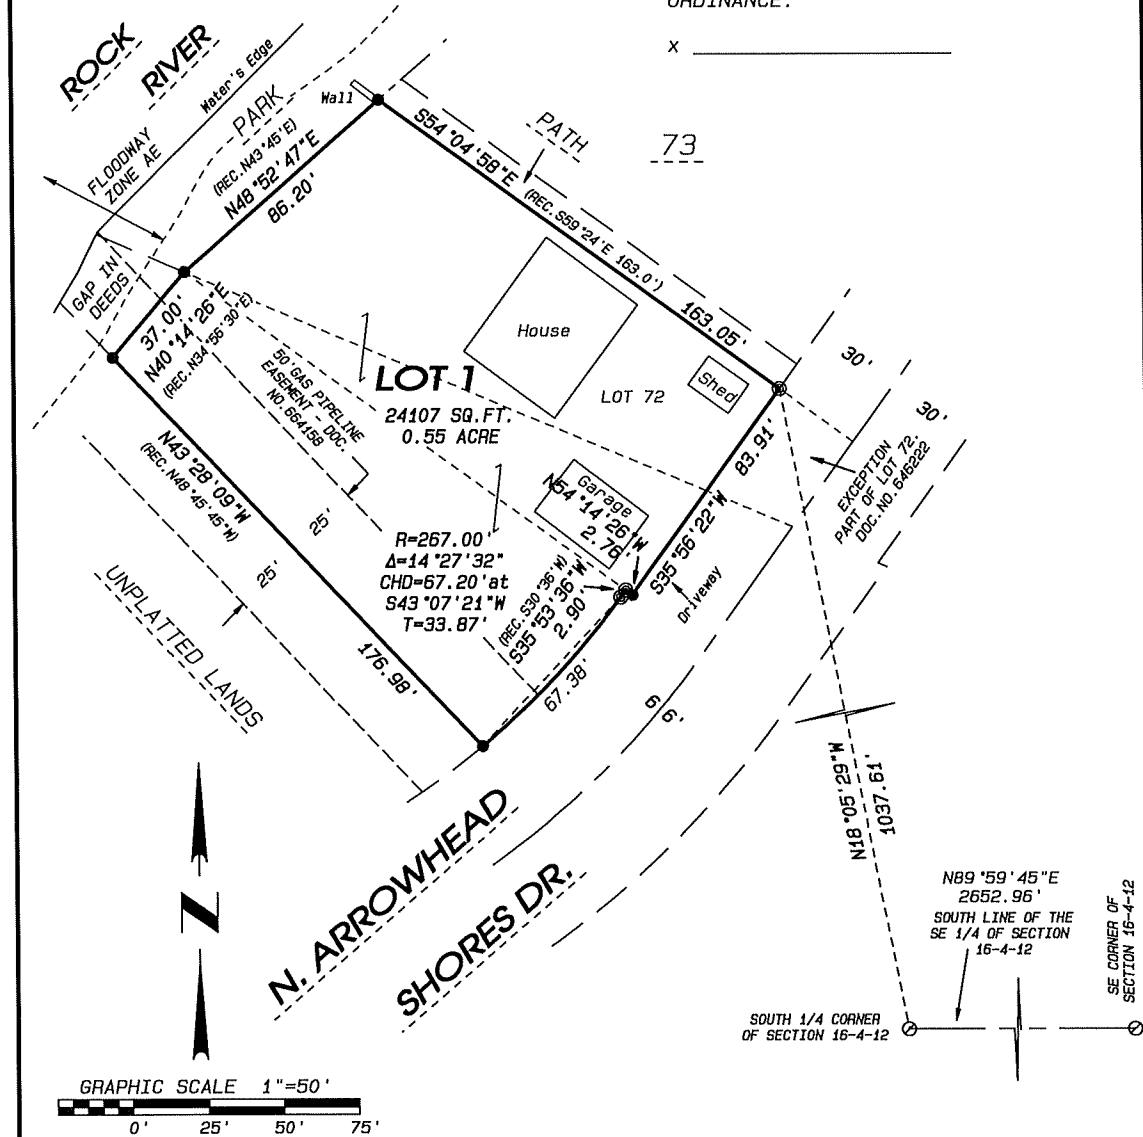 ORDINANCE.
X
ROCK
RIVER
Water's Edge
Wall
PARK
FLOODWAY
ZONE AE
(REC.N43°45'E)
N48°52'47"E
86.20'
S54°04'58"E
(REC.S59°24'E 163.0')
163.05'
PATH
73
GAP IN
DEEDS
37.00'
N40°14'26"E
(REC.N34°56'30"E)
50' GAS PIPELINE
EASEMENT - DOC.
NO.664158
House
LOT 1
24107 SQ.FT.
0.55 ACRE
LOT 72
Shed
30'
30'
83.91'
S35°56'22"W
EXCEPTION
PART OF LOT 72,
DOC.NO.646222
Garage
N54°14'26"W
2.76'
N43°28'09"W
(REC.N48°45'45"W)
176.98'
25'
25'
R=267.00'
Δ=14°27'32"
CHD=67.20'at
S43°07'21"W
T=33.87'
(REC.S30°36'W)
S35°53'36"W
2.90'
Driveway
67.38'
66'
UNPLATTED LANDS
N. ARROWHEAD
SHORES DR.
N18°05'29"W
1037.61'
N89°59'45"E
2652.96'
SOUTH LINE OF THE
SE 1/4 OF SECTION
16-4-12
SE CORNER OF
SECTION 16-4-12
SOUTH 1/4 CORNER
OF SECTION 16-4-12
N
GRAPHIC SCALE 1"=50'
0' 25' 50' 75'